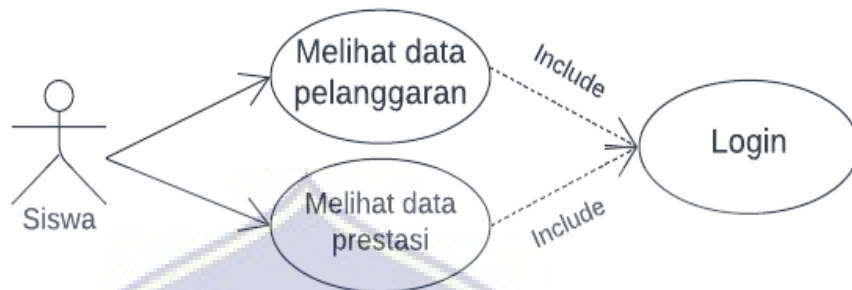 Melihat data
pelanggaran
Include
Login
Siswa
Melihat data
prestasi
Include